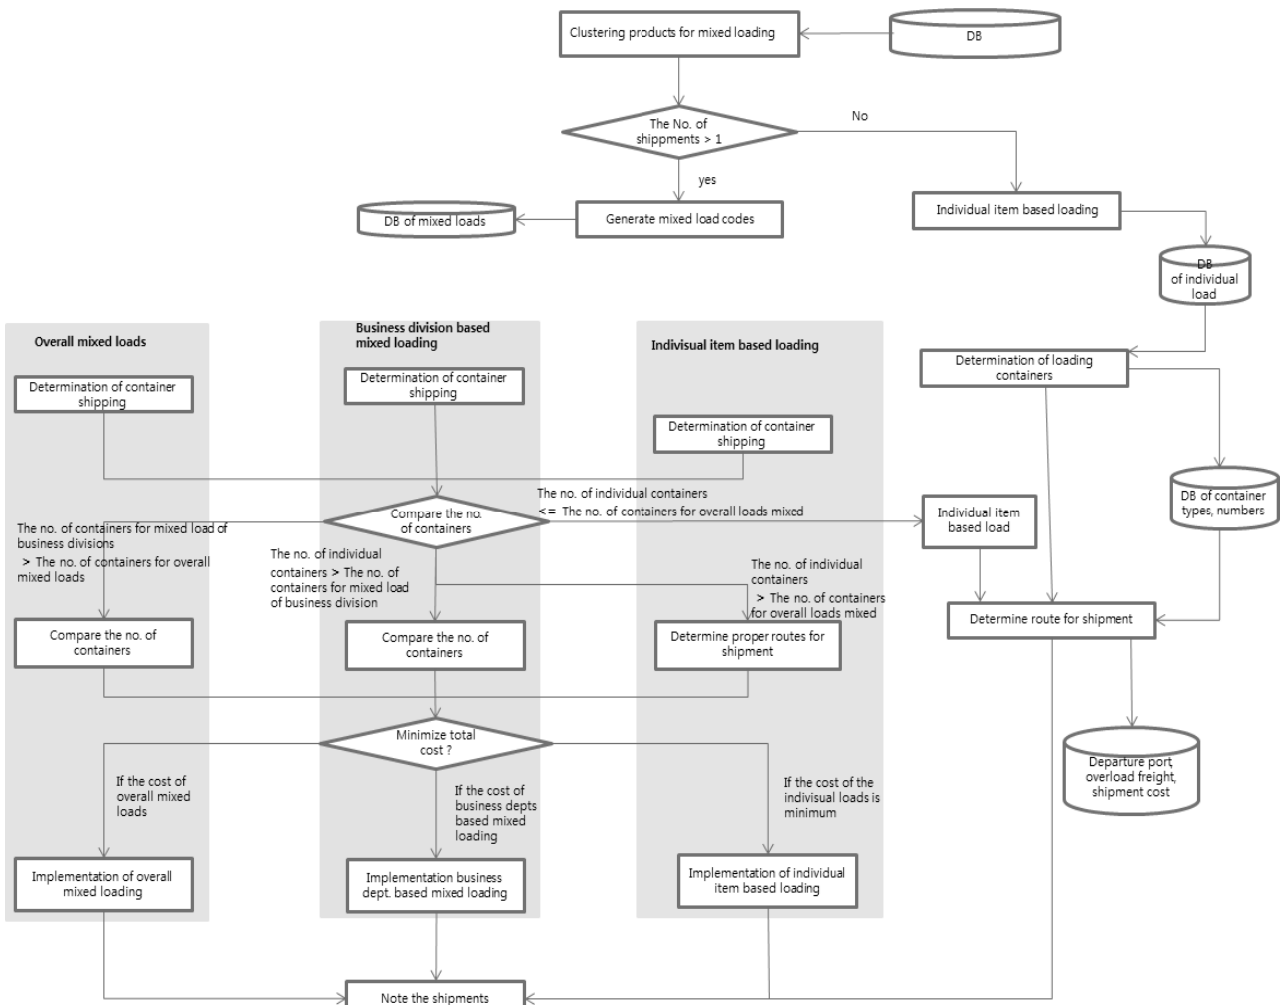 Clustering products for mixed loading
DB
The No. of
shippments > 1
No
yes
DB of mixed loads
Generate mixed load codes
Individual item based loading
DB
of individual
load
Overall mixed loads
Business division based
mixed loading
Indivisual item based loading
Determination of loading
containers
Determination of container
shipping
Determination of container
shipping
Determination of container
shipping
The no. of individual containers
<= The no. of containers for overall loads mixed
Compare the no.
of containers
Individual item
based load
DB of container
types, numbers
The no. of containers for mixed load of
business divisions
> The no. of containers for overall
mixed loads
The no. of individual
containers > The no. of
containers for mixed load
of business division
The no. of individual
containers
> The no. of containers
for overall loads mixed
Compare the no. of
containers
Compare the no. of
containers
Determine proper routes for
shipment
Determine route for shipment
Minimize total
cost ?
Departure port,
overload freight,
shipment cost
If the cost of
overall mixed
loads
If the cost of
business depts
based mixed
loading
If the cost of the
indivisual loads is
minimum
Implementation of overall
mixed loading
Implementation business
dept. based mixed loading
Implementation of individual
item based loading
Note the shipments